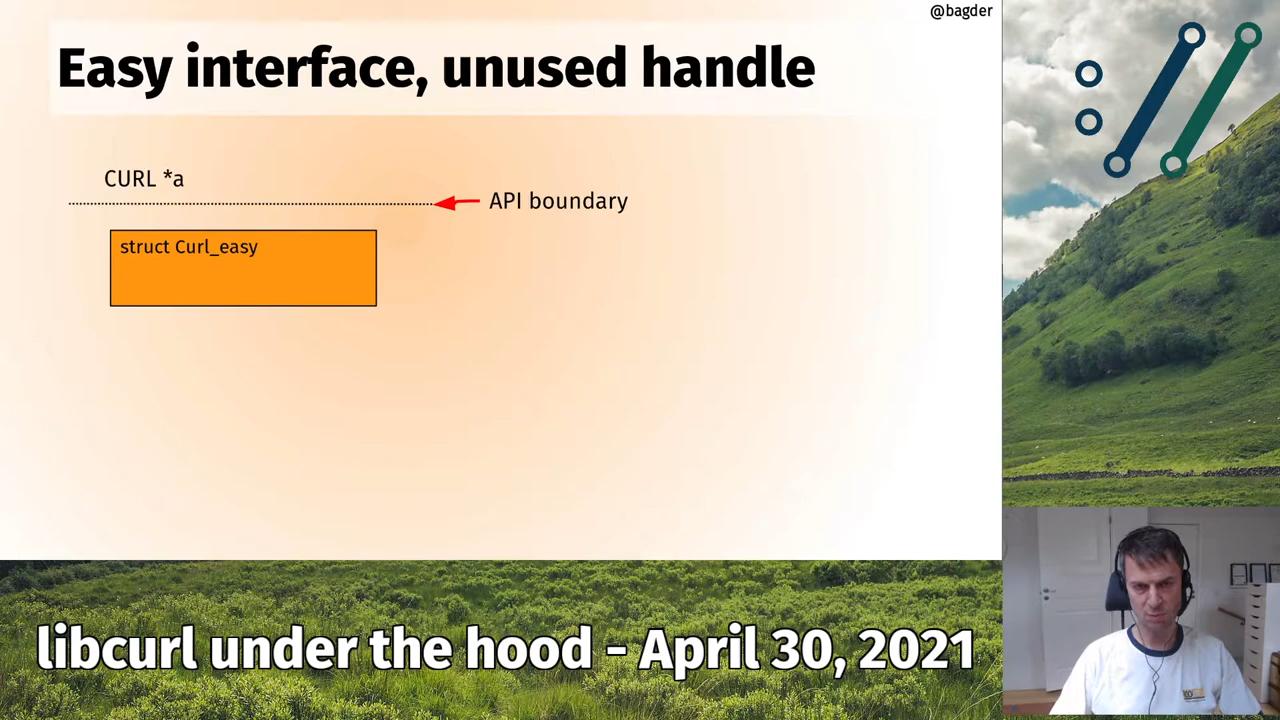 @bagder
Easy interface, unused handle
CURL *a
API boundary
struct Curl_easy
libcurl under the hood - April 30, 2021